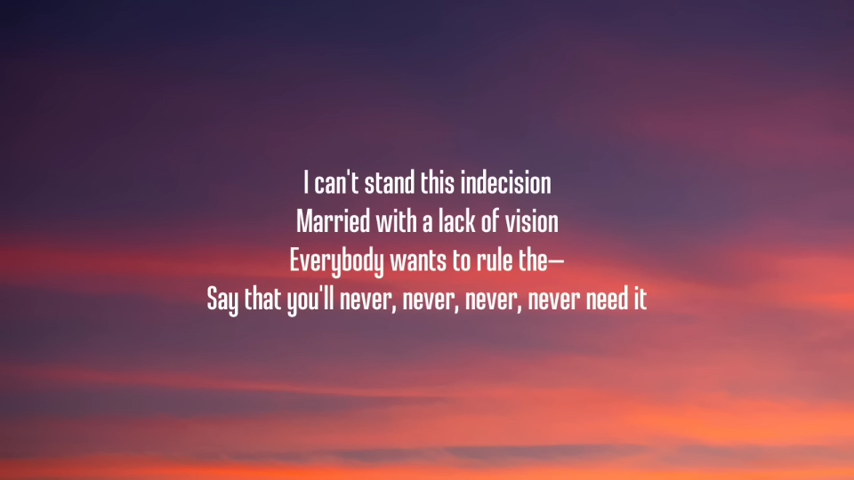 I can't stand this indecision
Married with a lack of vision
Everybody wants to rule the—
Say that you'll never, never, never, never need it